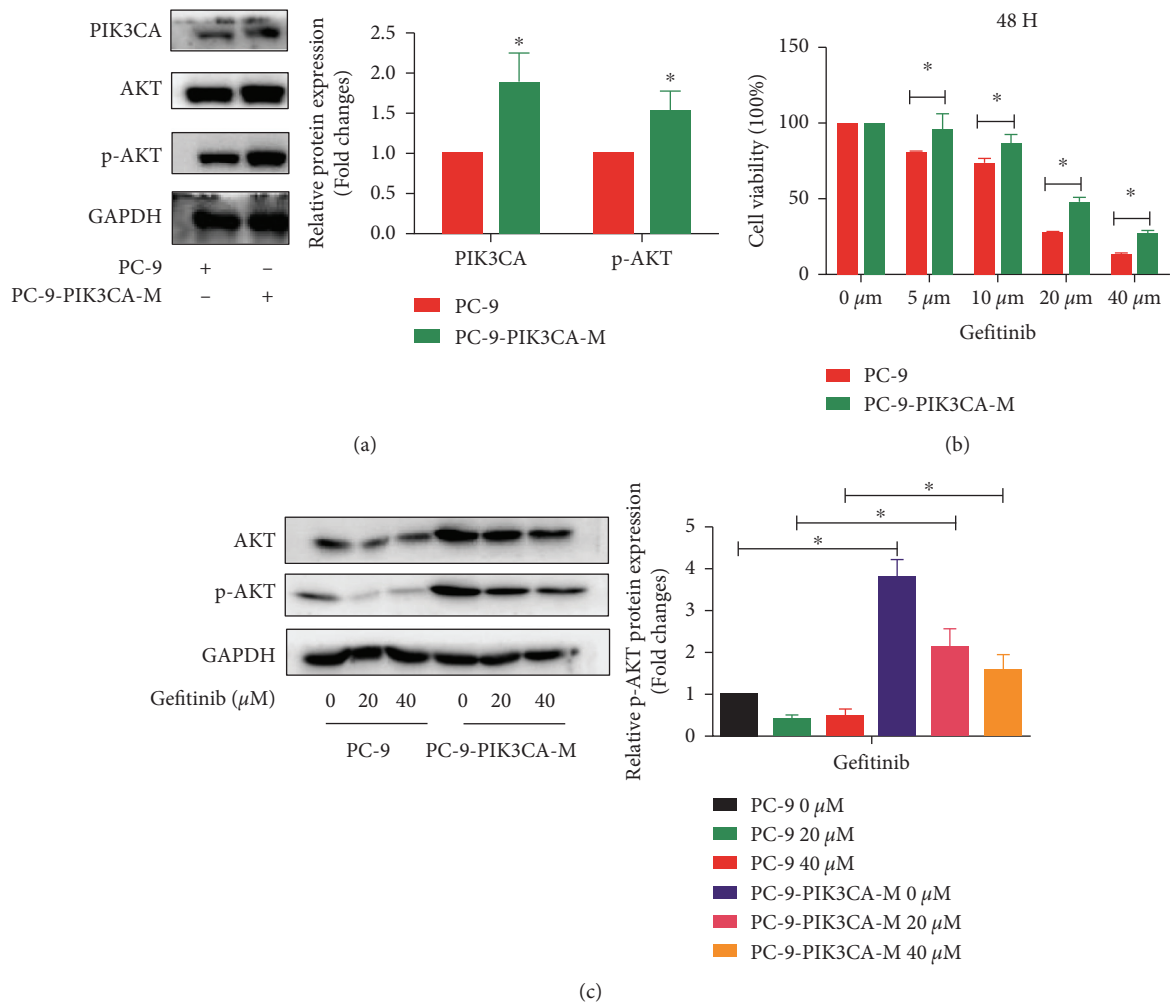 PIK3CA
AKT
p-AKT
GAPDH
PC-9 + –
PC-9-PIK3CA-M – +
Relative protein expression
(Fold changes)
2.5
2.0
1.5
1.0
0.5
0.0
* *
PIK3CA p-AKT
PC-9
PC-9-PIK3CA-M
(a)
48 H
Cell viability (100%)
150
100
50
0
* * * *
0 μm 5 μm 10 μm 20 μm 40 μm
Gefitinib
PC-9
PC-9-PIK3CA-M
(b)
AKT
p-AKT
GAPDH
Gefitinib (μM) 0 20 40 0 20 40
PC-9 PC-9-PIK3CA-M
Relative p-AKT protein expression
(Fold changes)
5
4
3
2
1
0
*
*
*
Gefitinib
PC-9 0 μM
PC-9 20 μM
PC-9 40 μM
PC-9-PIK3CA-M 0 μM
PC-9-PIK3CA-M 20 μM
PC-9-PIK3CA-M 40 μM
(c)